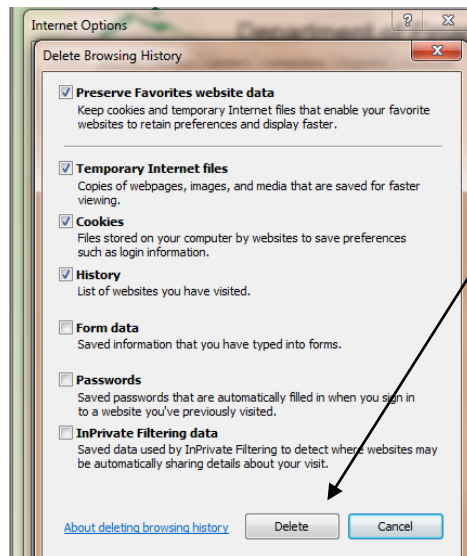 Internet Options
Delete Browsing History
Preserve Favorites website data
Keep cookies and temporary Internet files that enable your favorite
websites to retain preferences and display faster.
Temporary Internet files
Copies of webpages, images, and media that are saved for faster
viewing.
Cookies
Files stored on your computer by websites to save preferences
such as login information.
History
List of websites you have visited.
Form data
Saved information that you have typed into forms.
Passwords
Saved passwords that are automatically filled in when you sign in
to a website you've previously visited.
InPrivate Filtering data
Saved data used by InPrivate Filtering to detect where websites may
be automatically sharing details about your visit.
About deleting browsing history Delete Cancel